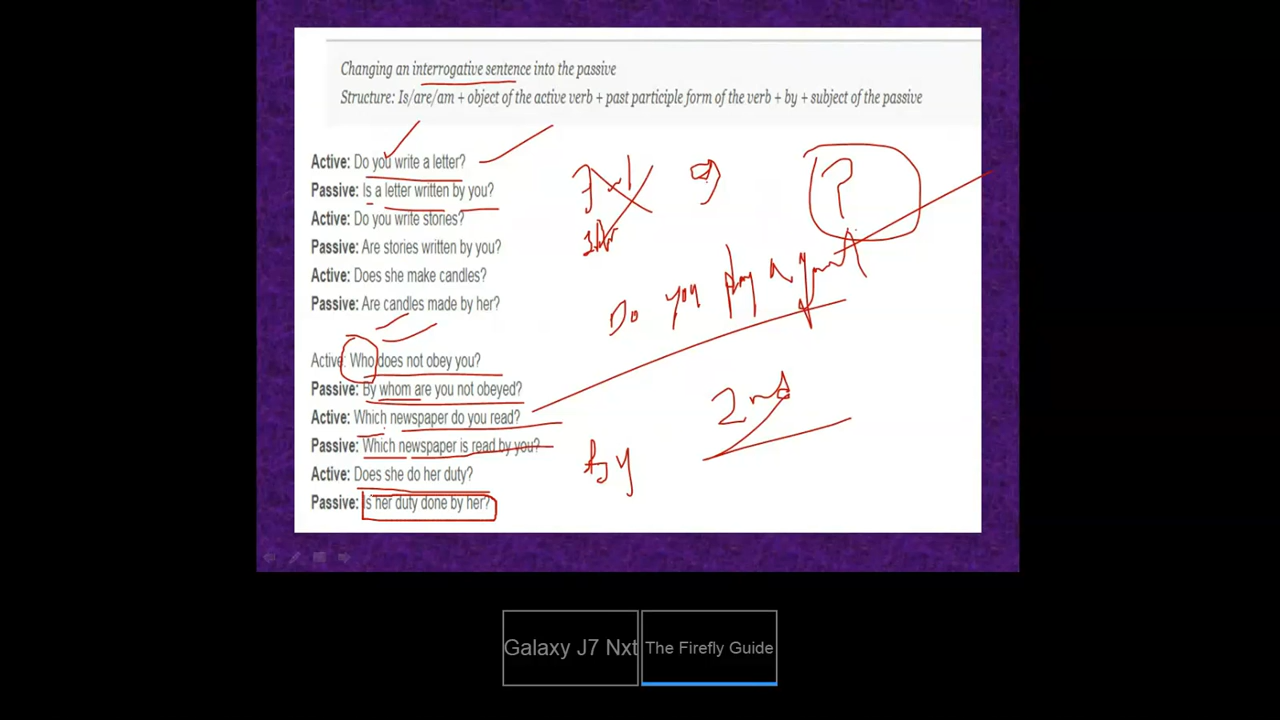 Changing an interrogative sentence into the passive
Structure: Is/are/am + object of the active verb + past participle form of the verb + by + subject of the passive
Active: Do you write a letter?
Passive: Is a letter written by you?
Active: Do you write stories?
Passive: Are stories written by you?
Active: Does she make candles?
Passive: Are candles made by her?
Active: Who does not obey you?
Passive: By whom are you not obeyed?
Active: Which newspaper do you read?
Passive: Which newspaper is read by you?
Active: Does she do her duty?
Passive: Is her duty done by her?
?
Do you play a
2nd
by
Galaxy J7 Nxt
The Firefly Guide